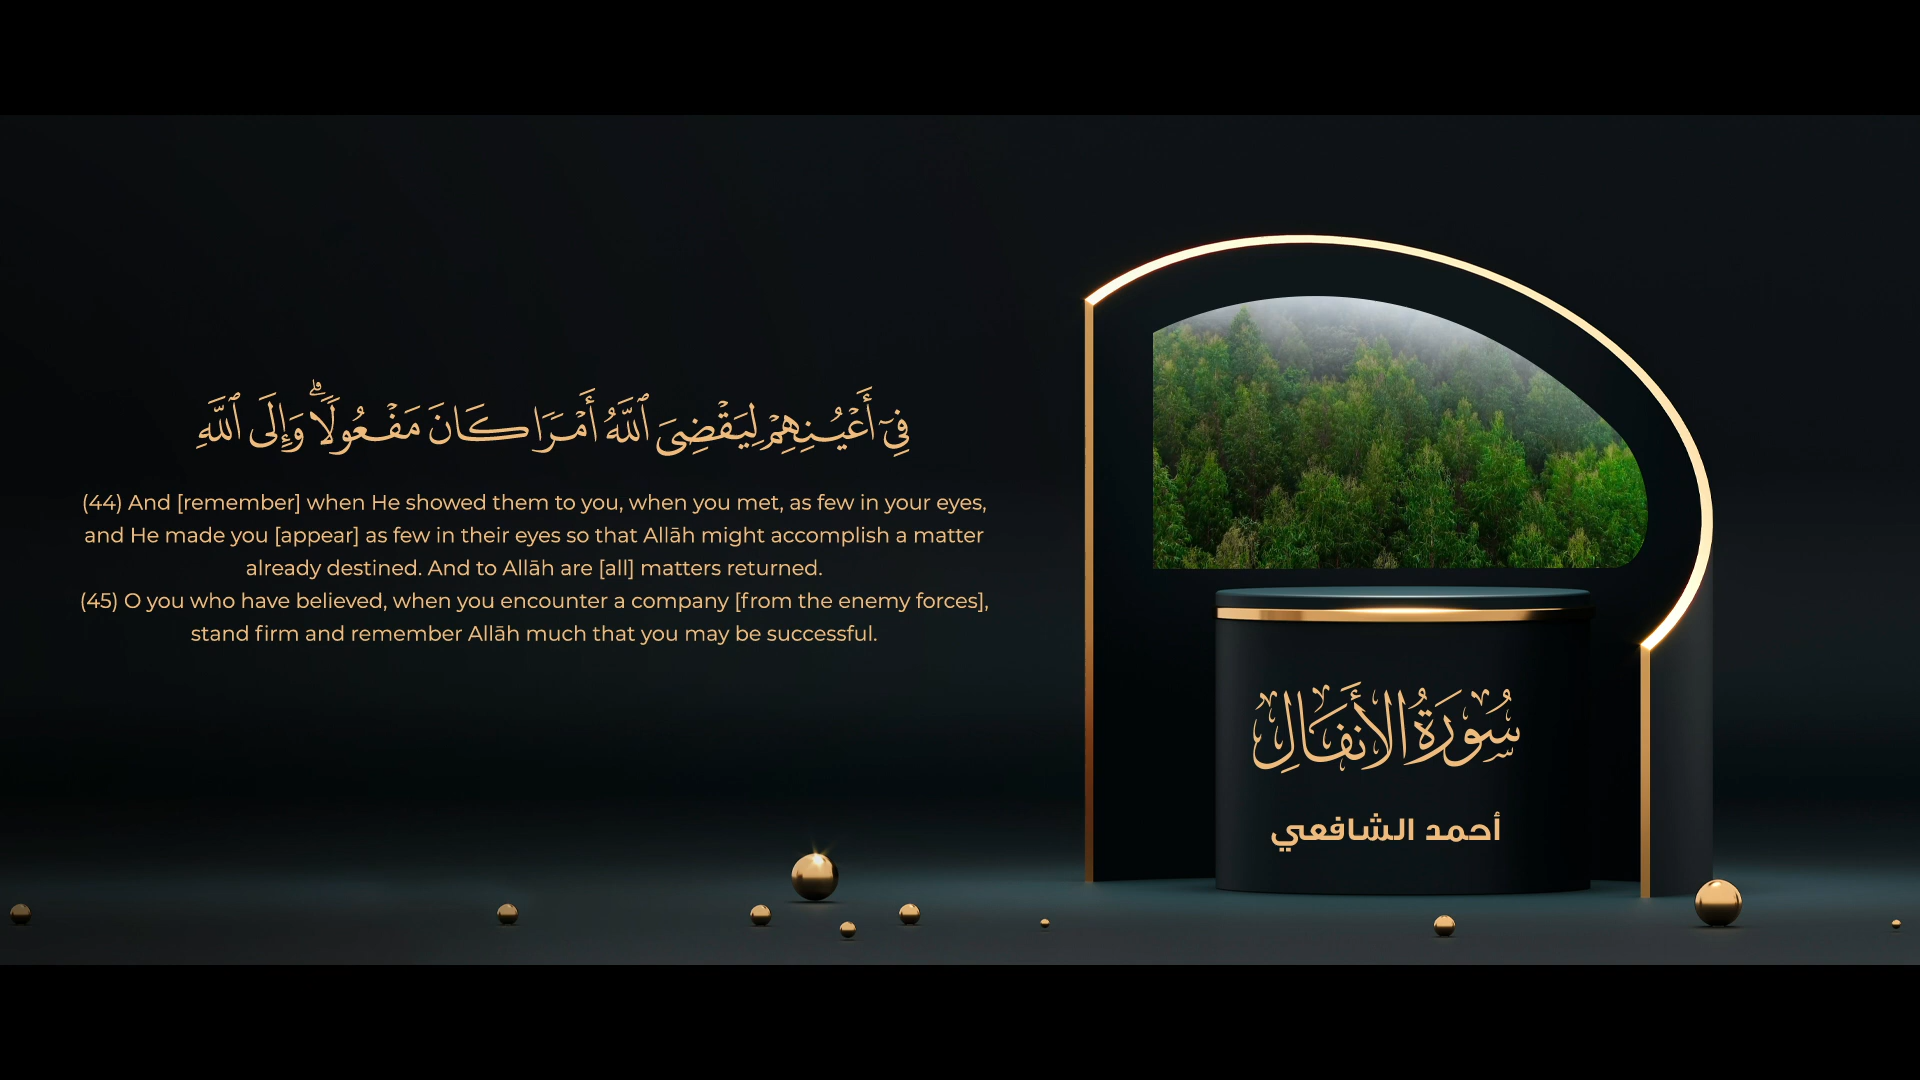 فِىٓ أَعْيُنِهِمْ لِيَقْضِىَ ٱللَّهُ أَمْرًا كَانَ مَفْعُولًا ۗ وَإِلَى ٱللَّهِ
(44) And [remember] when He showed them to you, when you met, as few in your eyes,
and He made you [appear] as few in their eyes so that Allāh might accomplish a matter
already destined. And to Allāh are [all] matters returned.
(45) O you who have believed, when you encounter a company [from the enemy forces],
stand firm and remember Allāh much that you may be successful.
سُورَةُ الأَنفَالِ
أحمد الشافعي